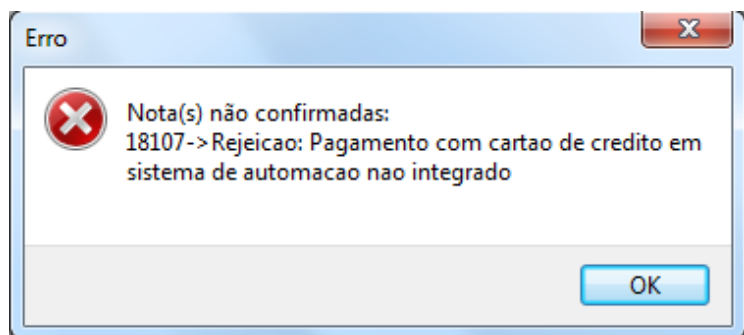 Erro
Nota(s) não confirmadas:
18107->Rejeicao: Pagamento com cartao de credito em
sistema de automacao nao integrado
OK